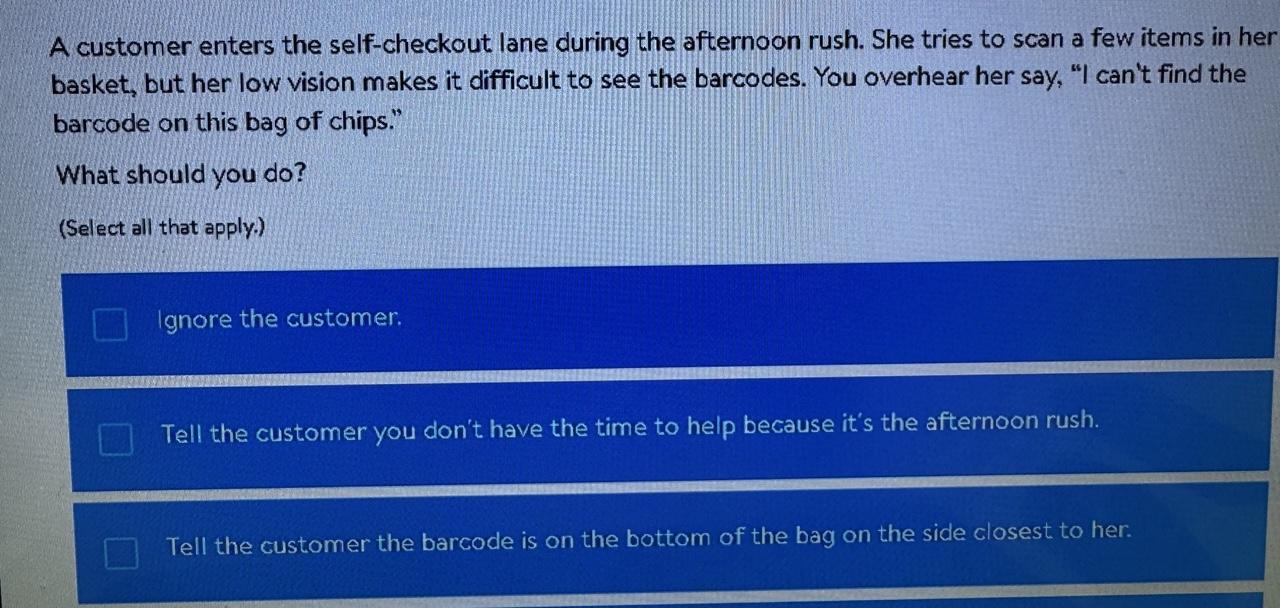 A customer enters the self-checkout lane during the afternoon rush. She tries to scan a few items in her
basket, but her low vision makes it difficult to see the barcodes. You overhear her say, “I can't find the
barcode on this bag of chips.”
What should you do?
(Select all that apply.)
Ignore the customer.
Tell the customer you don't have the time to help because it's the afternoon rush.
Tell the customer the barcode is on the bottom of the bag on the side closest to her.